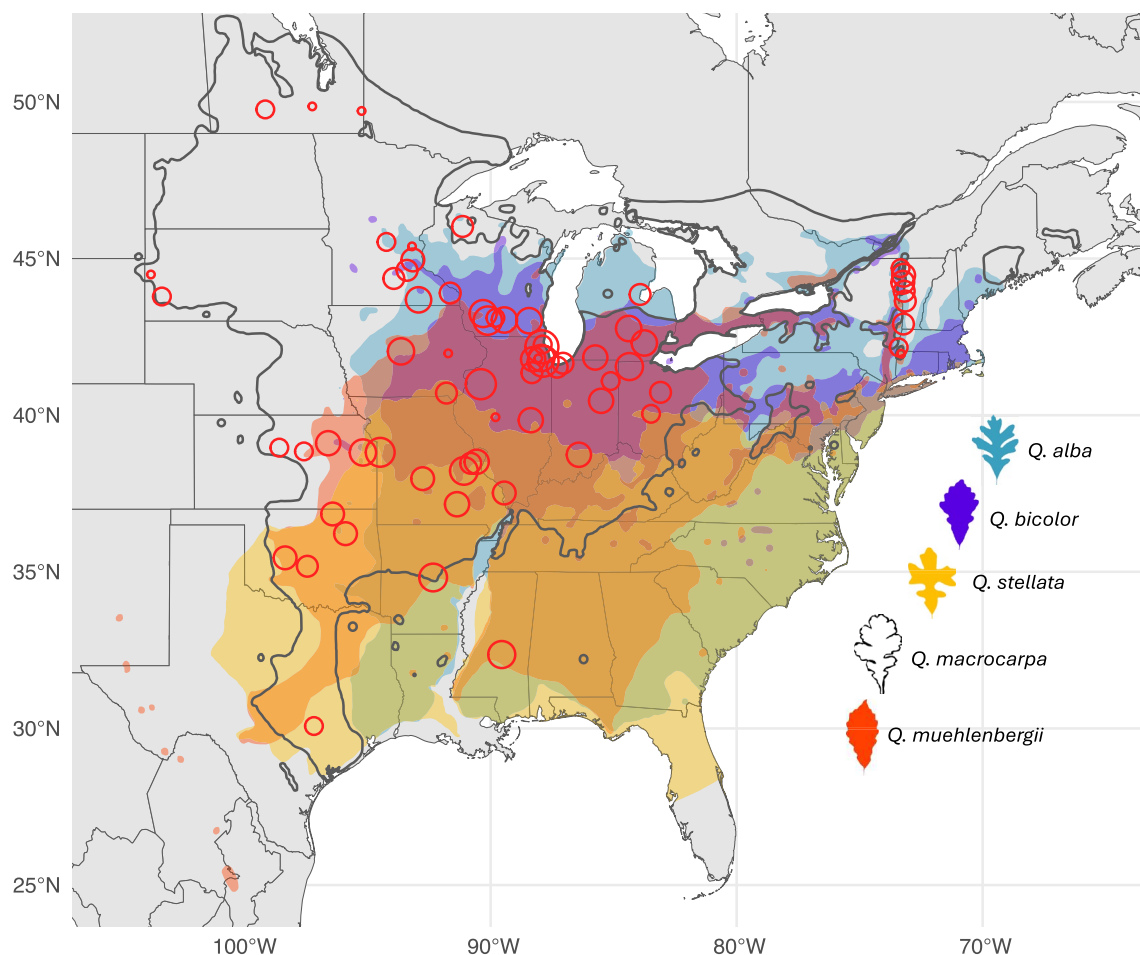 50°N
45°N
40°N
35°N
30°N
25°N
Q. alba
Q. bicolor
Q. stellata
Q. macrocarpa
Q. muehlenbergii
100°W
90°W
80°W
70°W